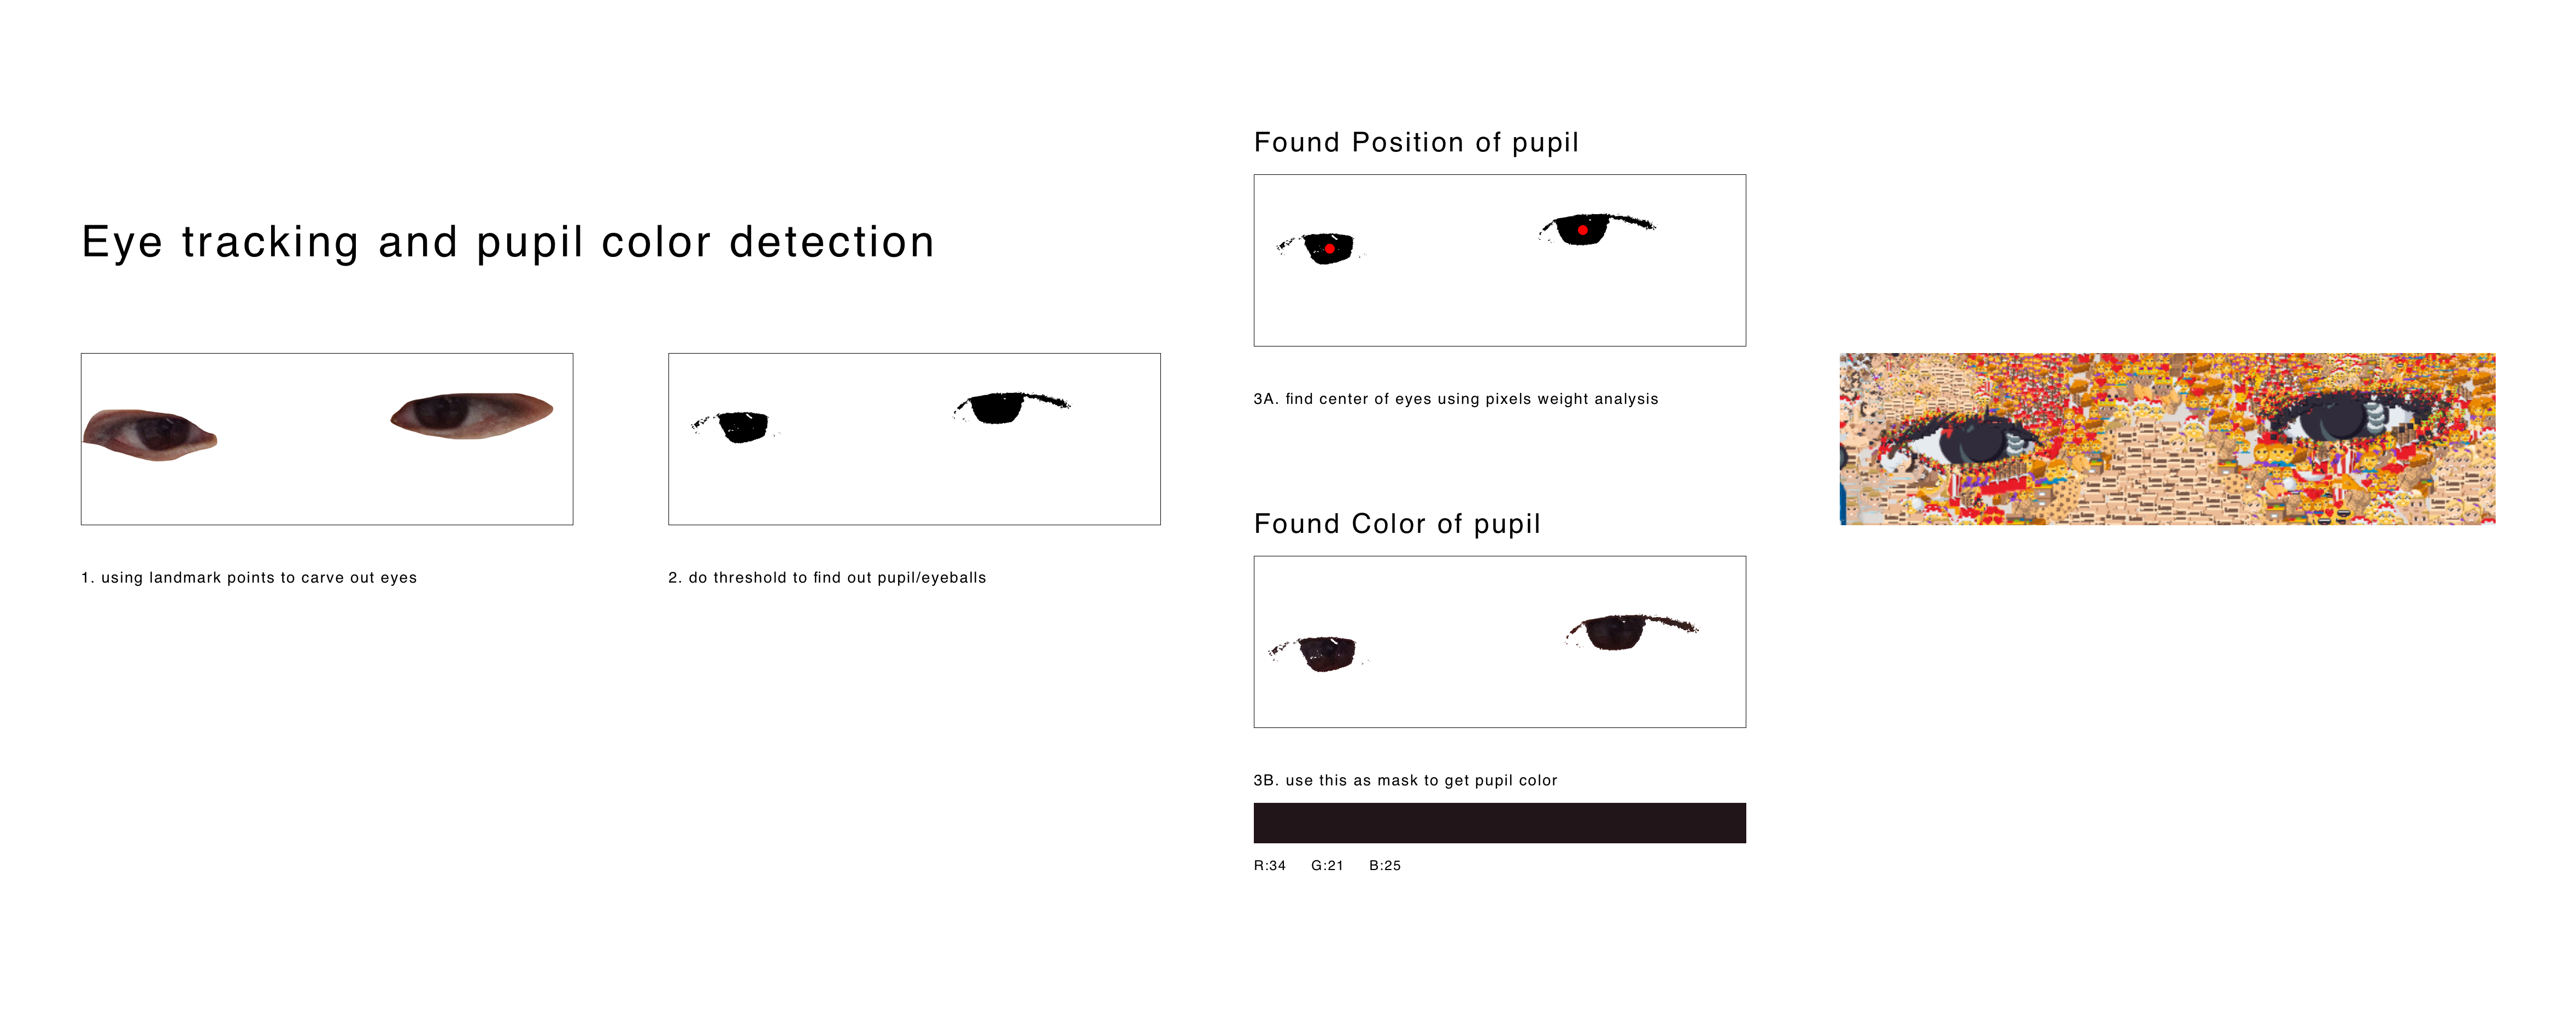 Eye tracking and pupil color detection
1. using landmark points to carve out eyes
2. do threshold to find out pupil/eyeballs
Found Position of pupil
3A. find center of eyes using pixels weight analysis
Found Color of pupil
3B. use this as mask to get pupil color
R:34 G:21 B:25